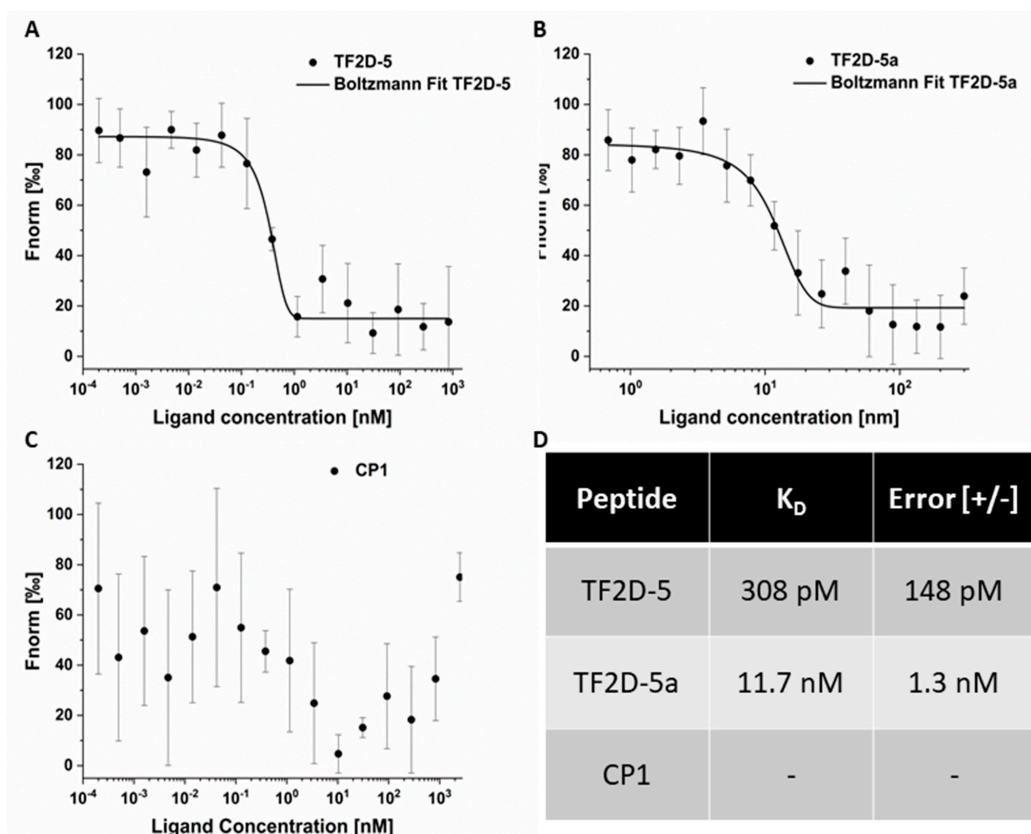 A
TF2D-5
Boltzmann Fit TF2D-5
120
100
80
60
40
20
0
Fnorm [‰]
10-4 10-3 10-2 10-1 100 101 102 103
Ligand concentration [nM]
B
TF2D-5a
Boltzmann Fit TF2D-5a
120
100
80
60
40
20
0
Fnorm [‰]
100 101 102
Ligand concentration [nm]
C
CP1
120
100
80
60
40
20
0
Fnorm [‰]
10-4 10-3 10-2 10-1 100 101 102 103
Ligand Concentration [nM]
D
Peptide KD Error [+/-]
TF2D-5 308 pM 148 pM
TF2D-5a 11.7 nM 1.3 nM
CP1 - -